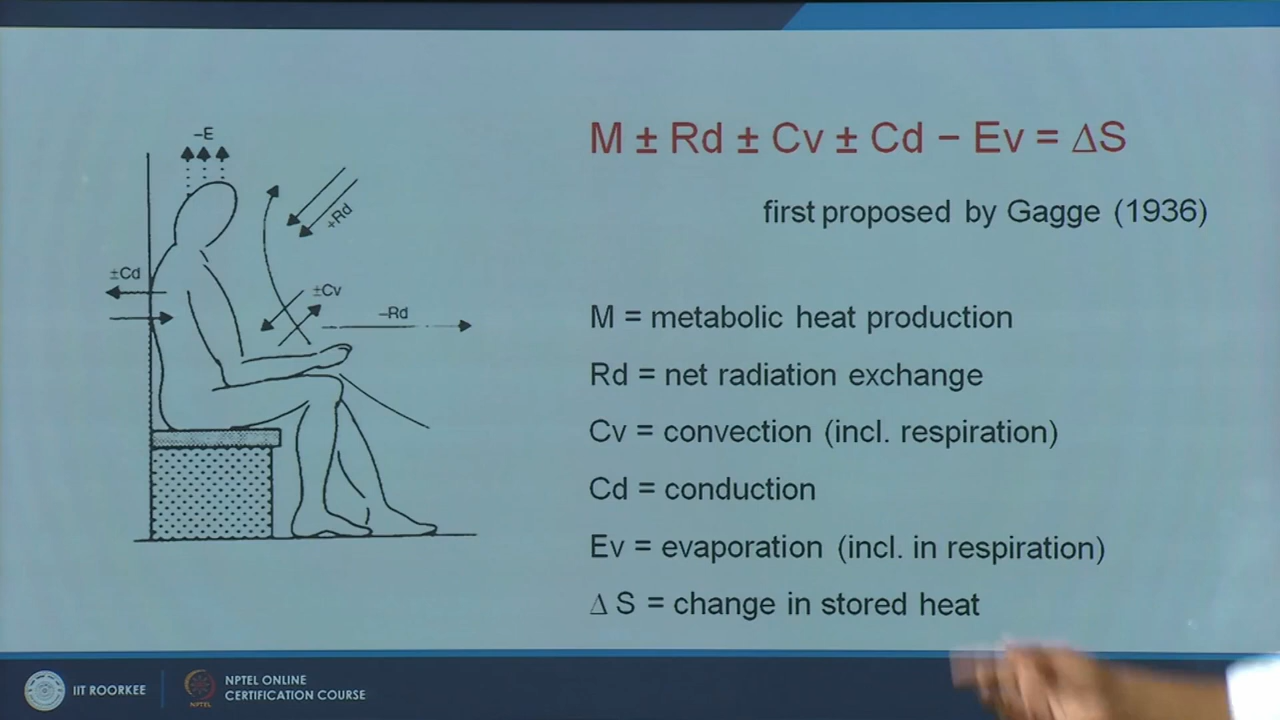 M ± Rd ± Cv ± Cd − Ev = ΔS
first proposed by Gagge (1936)
−E
+Rd
±Cd
±Cv
−Rd
M = metabolic heat production
Rd = net radiation exchange
Cv = convection (incl. respiration)
Cd = conduction
Ev = evaporation (incl. in respiration)
Δ S = change in stored heat
IIT ROORKEE
NPTEL ONLINE
CERTIFICATION COURSE
NPTEL